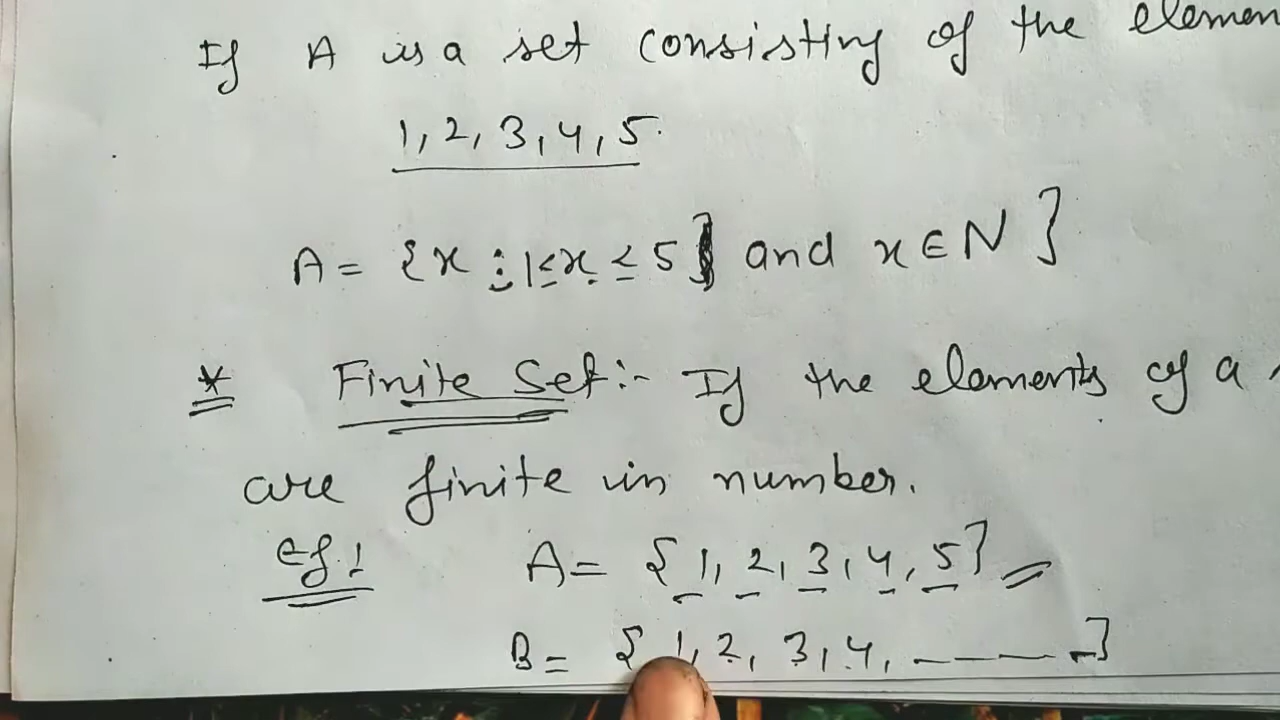 If A is a set consisting of the elemen
1, 2, 3, 4, 5.
A = {x : 1≤x ≤ 5 and x∈N }
* Finite Set:- If the elements of a
are finite in number.
eg.!
A = {1, 2, 3, 4, 5}
B = {1, 2, 3, 4, ----}